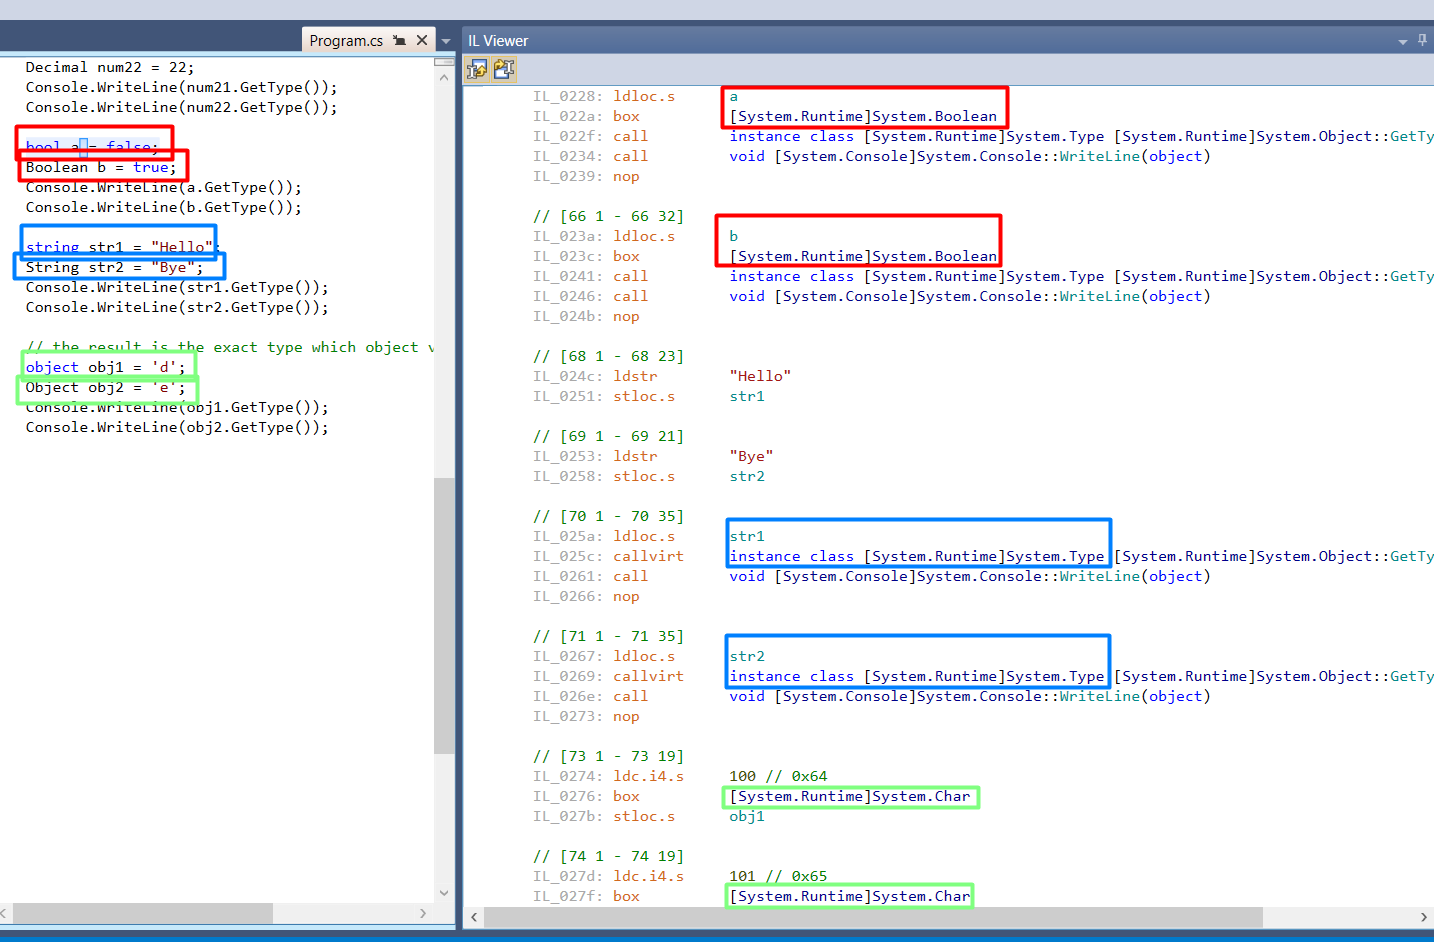 Program.cs
Decimal num22 = 22;
Console.WriteLine(num21.GetType());
Console.WriteLine(num22.GetType());
bool a = false;
Boolean b = true;
Console.WriteLine(a.GetType());
Console.WriteLine(b.GetType());
string str1 = "Hello";
String str2 = "Bye";
Console.WriteLine(str1.GetType());
Console.WriteLine(str2.GetType());
// the result is the exact type which object v
object obj1 = 'd';
Object obj2 = 'e';
Console.WriteLine(obj1.GetType());
Console.WriteLine(obj2.GetType());
IL Viewer
IL_0228: ldloc.s a
IL_022a: box [System.Runtime]System.Boolean
IL_022f: call instance class [System.Runtime]System.Type [System.Runtime]System.Object::GetTy
IL_0234: call void [System.Console]System.Console::WriteLine(object)
IL_0239: nop
// [66 1 - 66 32]
IL_023a: ldloc.s b
IL_023c: box [System.Runtime]System.Boolean
IL_0241: call instance class [System.Runtime]System.Type [System.Runtime]System.Object::GetTy
IL_0246: call void [System.Console]System.Console::WriteLine(object)
IL_024b: nop
// [68 1 - 68 23]
IL_024c: ldstr "Hello"
IL_0251: stloc.s str1
// [69 1 - 69 21]
IL_0253: ldstr "Bye"
IL_0258: stloc.s str2
// [70 1 - 70 35]
IL_025a: ldloc.s str1
IL_025c: callvirt instance class [System.Runtime]System.Type [System.Runtime]System.Object::GetTy
IL_0261: call void [System.Console]System.Console::WriteLine(object)
IL_0266: nop
// [71 1 - 71 35]
IL_0267: ldloc.s str2
IL_0269: callvirt instance class [System.Runtime]System.Type [System.Runtime]System.Object::GetTy
IL_026e: call void [System.Console]System.Console::WriteLine(object)
IL_0273: nop
// [73 1 - 73 19]
IL_0274: ldc.i4.s 100 // 0x64
IL_0276: box [System.Runtime]System.Char
IL_027b: stloc.s obj1
// [74 1 - 74 19]
IL_027d: ldc.i4.s 101 // 0x65
IL_027f: box [System.Runtime]System.Char